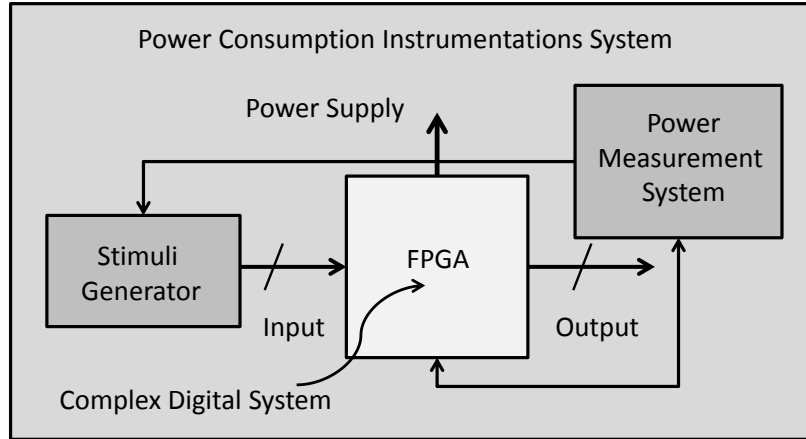 Power Consumption Instrumentations System
Power Supply
Power
Measurement
System
Stimuli
Generator
FPGA
Input
Output
Complex Digital System